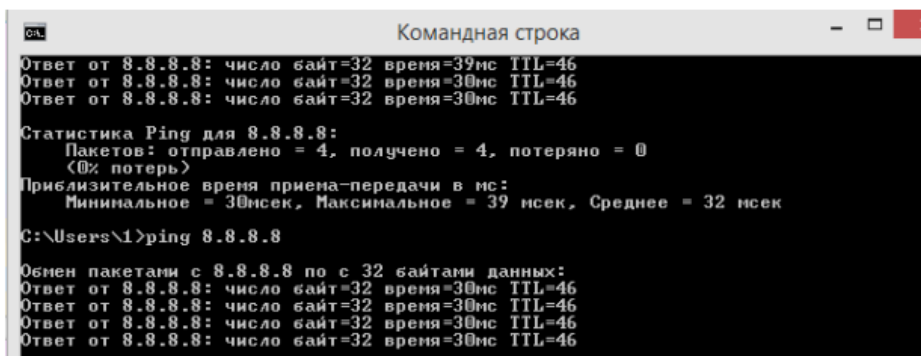 Командная строка
Ответ от 8.8.8.8: число байт=32 время=39мс TTL=46
Ответ от 8.8.8.8: число байт=32 время=30мс TTL=46
Ответ от 8.8.8.8: число байт=32 время=30мс TTL=46
Статистика Ping для 8.8.8.8:
Пакетов: отправлено = 4, получено = 4, потеряно = 0
(0% потерь)
Приблизительное время приема-передачи в мс:
Минимальное = 30мсек, Максимальное = 39 мсек, Среднее = 32 мсек
C:\Users\1>ping 8.8.8.8
Обмен пакетами с 8.8.8.8 по с 32 байтами данных:
Ответ от 8.8.8.8: число байт=32 время=30мс TTL=46
Ответ от 8.8.8.8: число байт=32 время=30мс TTL=46
Ответ от 8.8.8.8: число байт=32 время=30мс TTL=46
Ответ от 8.8.8.8: число байт=32 время=30мс TTL=46